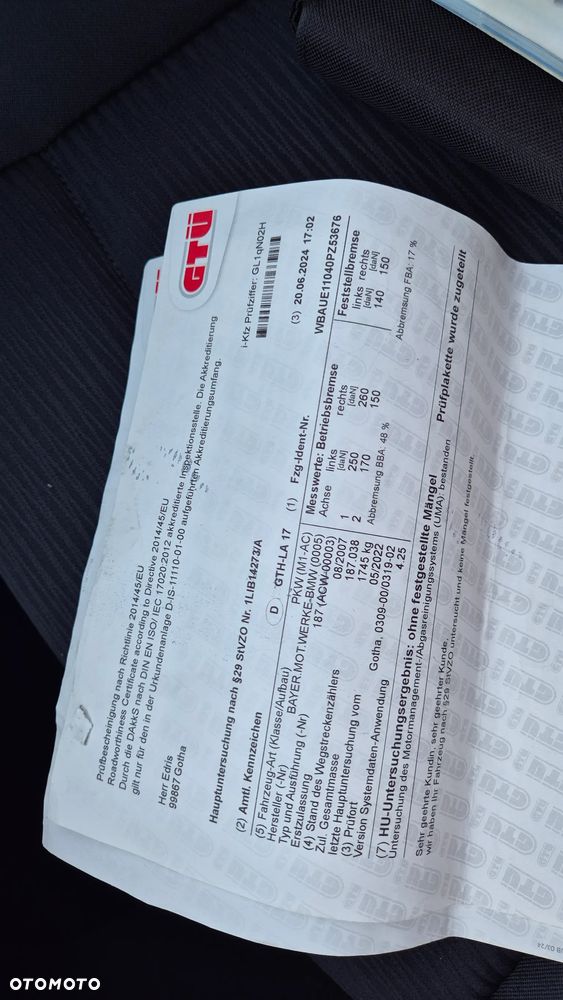 GTÜ
Prüfbescheinigung nach Richtlinie 2014/45/EU
Roadworthiness Certificate according to Directive 2014/45/EU
Durch die DAkkS nach DIN EN ISO/IEC 17020:2012 akkreditierte Inspektionsstelle. Die Akkreditierung
gilt nur für den in der Urkundenanlage D-IS-11110-01-00 aufgeführten Akkreditierungsumfang.
Herr Edris
99867 Gotha
i-Kfz Prüfziffer: GL1qN02H
Hauptuntersuchung nach §29 StVZO Nr. 1LIB14273/A
(3) 20.06.2024 17:02
(2) Amtl. Kennzeichen D GTH-LA 17 (1) Fzg-Ident-Nr. WBAUE11040PZ53676
(5) Fahrzeug-Art (Klasse/Aufbau) PKW (M1-AC)
Hersteller (-Nr) BAYER.MOT.WERKE-BMW (0005)
Typ und Ausführung (-Nr) 187 (AOW-00003)
Erstzulassung 08/2007
(4) Stand des Wegstreckenzählers 187.038
Zul. Gesamtmasse 1745 kg
letzte Hauptuntersuchung vom 05/2022
(3) Prüfort Gotha, 0309-00/0319-02
Version Systemdaten-Anwendung 4.25
Messwerte: Betriebsbremse Feststellbremse
Achse links rechts links rechts
[daN] [daN] [daN] [daN]
1 250 260 140 150
2 170 150
Abbremsung BBA: 48 % Abbremsung FBA: 17 %
(7) HU-Untersuchungsergebnis: ohne festgestellte Mängel Prüfplakette wurde zugeteilt
Untersuchung des Motormanagement-/Abgasreinigungssystems (UMA): bestanden
Sehr geehrte Kundin, sehr geehrter Kunde,
wir haben Ihr Fahrzeug nach §29 StVZO untersucht und keine Mängel festgestellt.
03/24
OTOMOTO